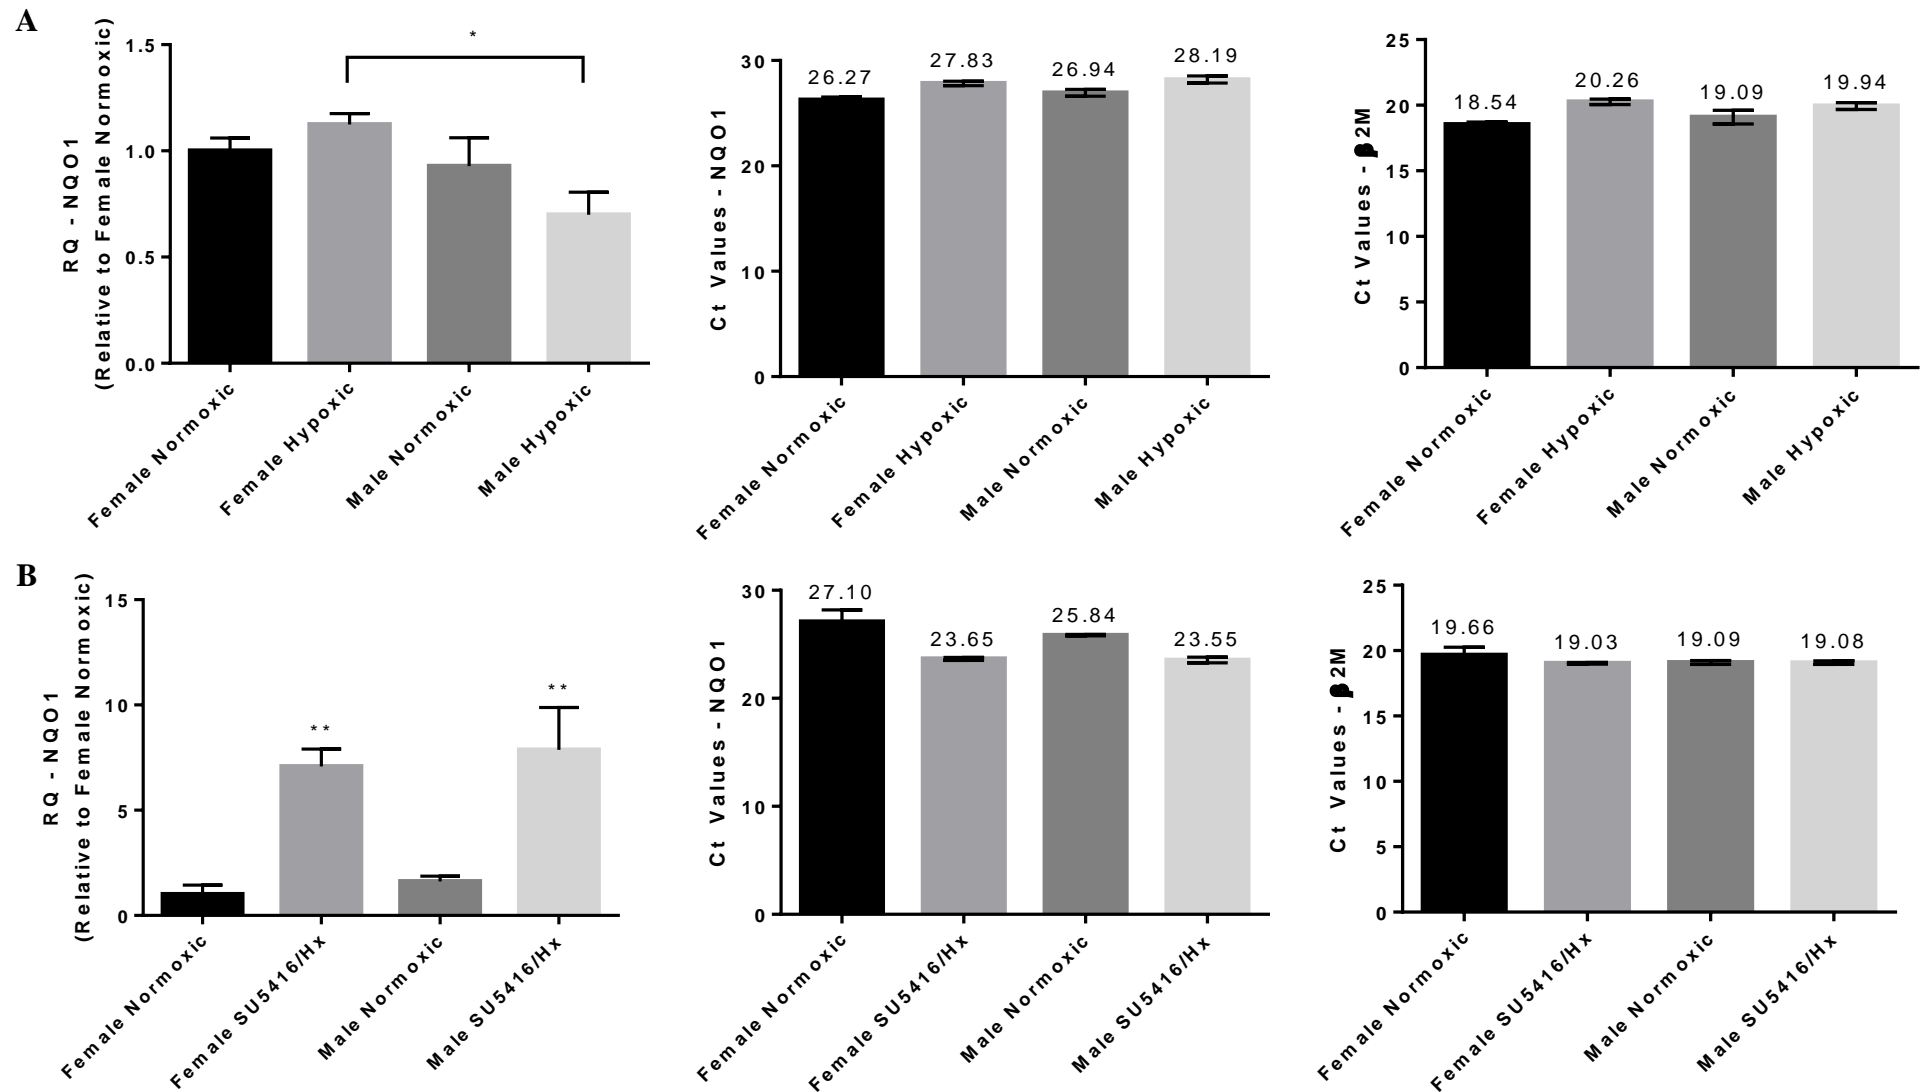 A
RQ - NQO1
(Relative to Female Normoxic)
1.5
1.0
0.5
0.0
*
Female Normoxic
Female Hypoxic
Male Normoxic
Male Hypoxic
Ct Values - NQO1
30
20
10
0
26.27
27.83
26.94
28.19
Female Normoxic
Female Hypoxic
Male Normoxic
Male Hypoxic
Ct Values - β2M
25
20
15
10
5
0
18.54
20.26
19.09
19.94
Female Normoxic
Female Hypoxic
Male Normoxic
Male Hypoxic
B
RQ - NQO1
(Relative to Female Normoxic)
15
10
5
0
**
**
Female Normoxic
Female SU5416/Hx
Male Normoxic
Male SU5416/Hx
Ct Values - NQO1
30
20
10
0
27.10
23.65
25.84
23.55
Female Normoxic
Female SU5416/Hx
Male Normoxic
Male SU5416/Hx
Ct Values - β2M
25
20
15
10
5
0
19.66
19.03
19.09
19.08
Female Normoxic
Female SU5416/Hx
Male Normoxic
Male SU5416/Hx